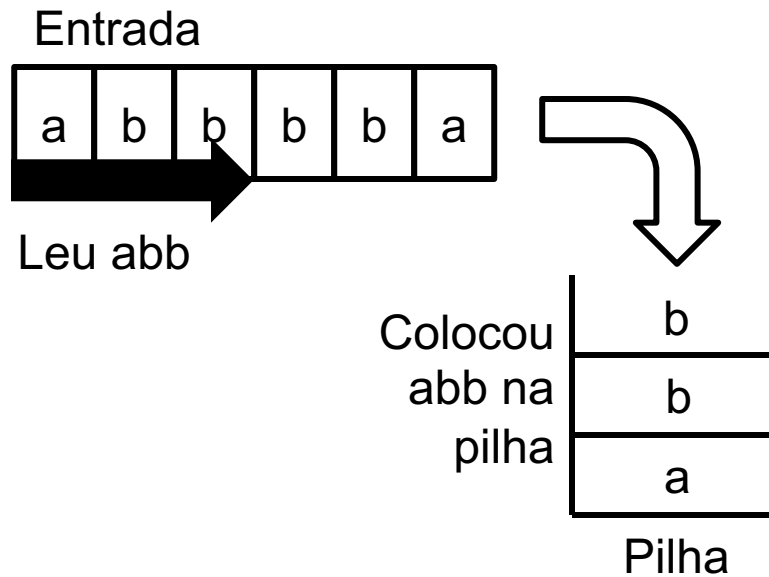 Entrada
a b b b b a
Leu abb
Colocou
abb na
pilha
b
b
a
Pilha